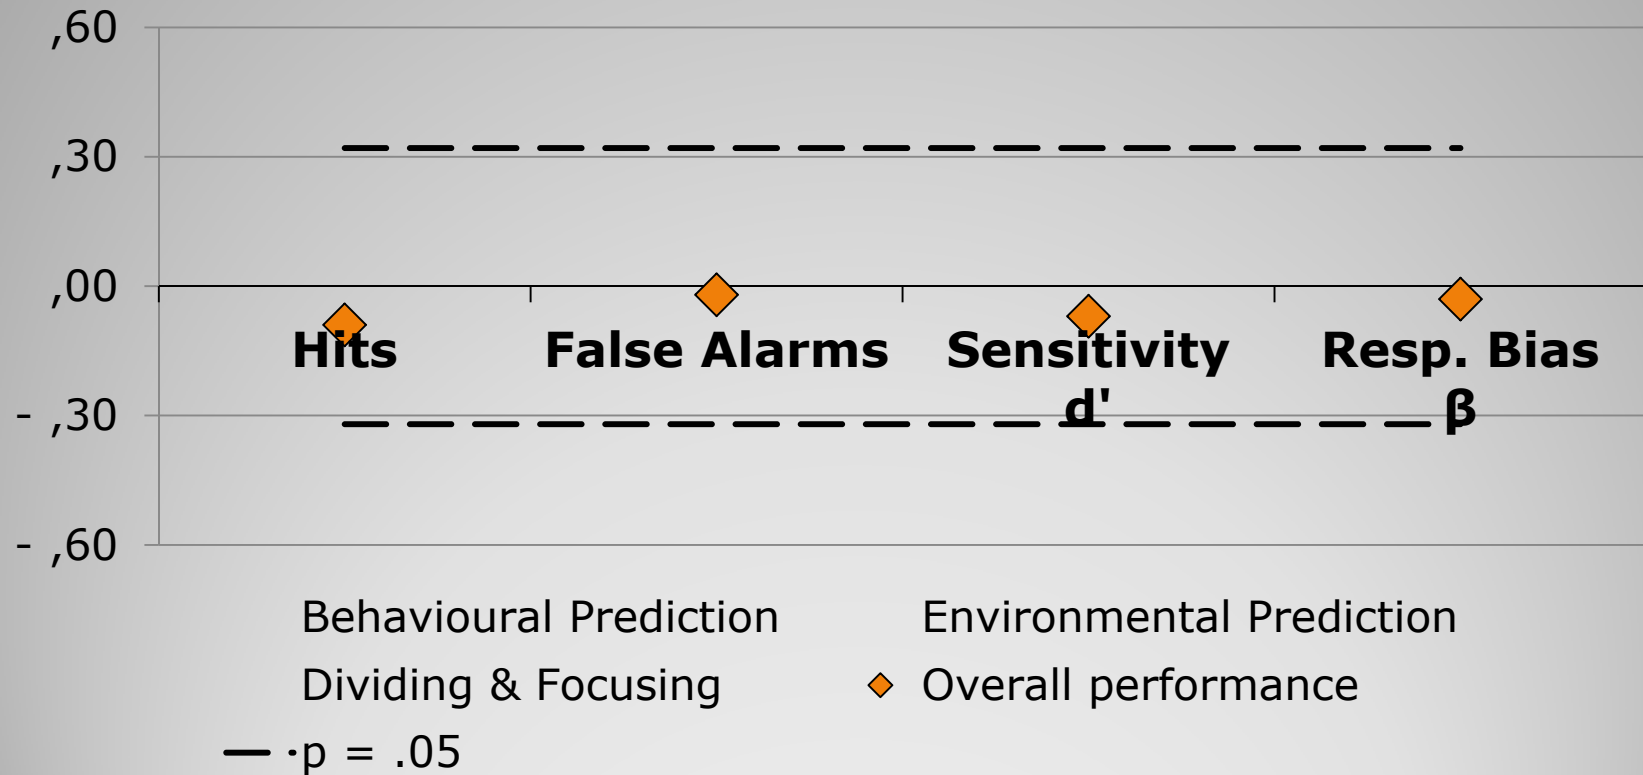 ,60
,30
,00
Hits False Alarms Sensitivity Resp. Bias
d' β
- ,30
- ,60
Behavioural Prediction Environmental Prediction
Dividing & Focusing Overall performance
p = .05